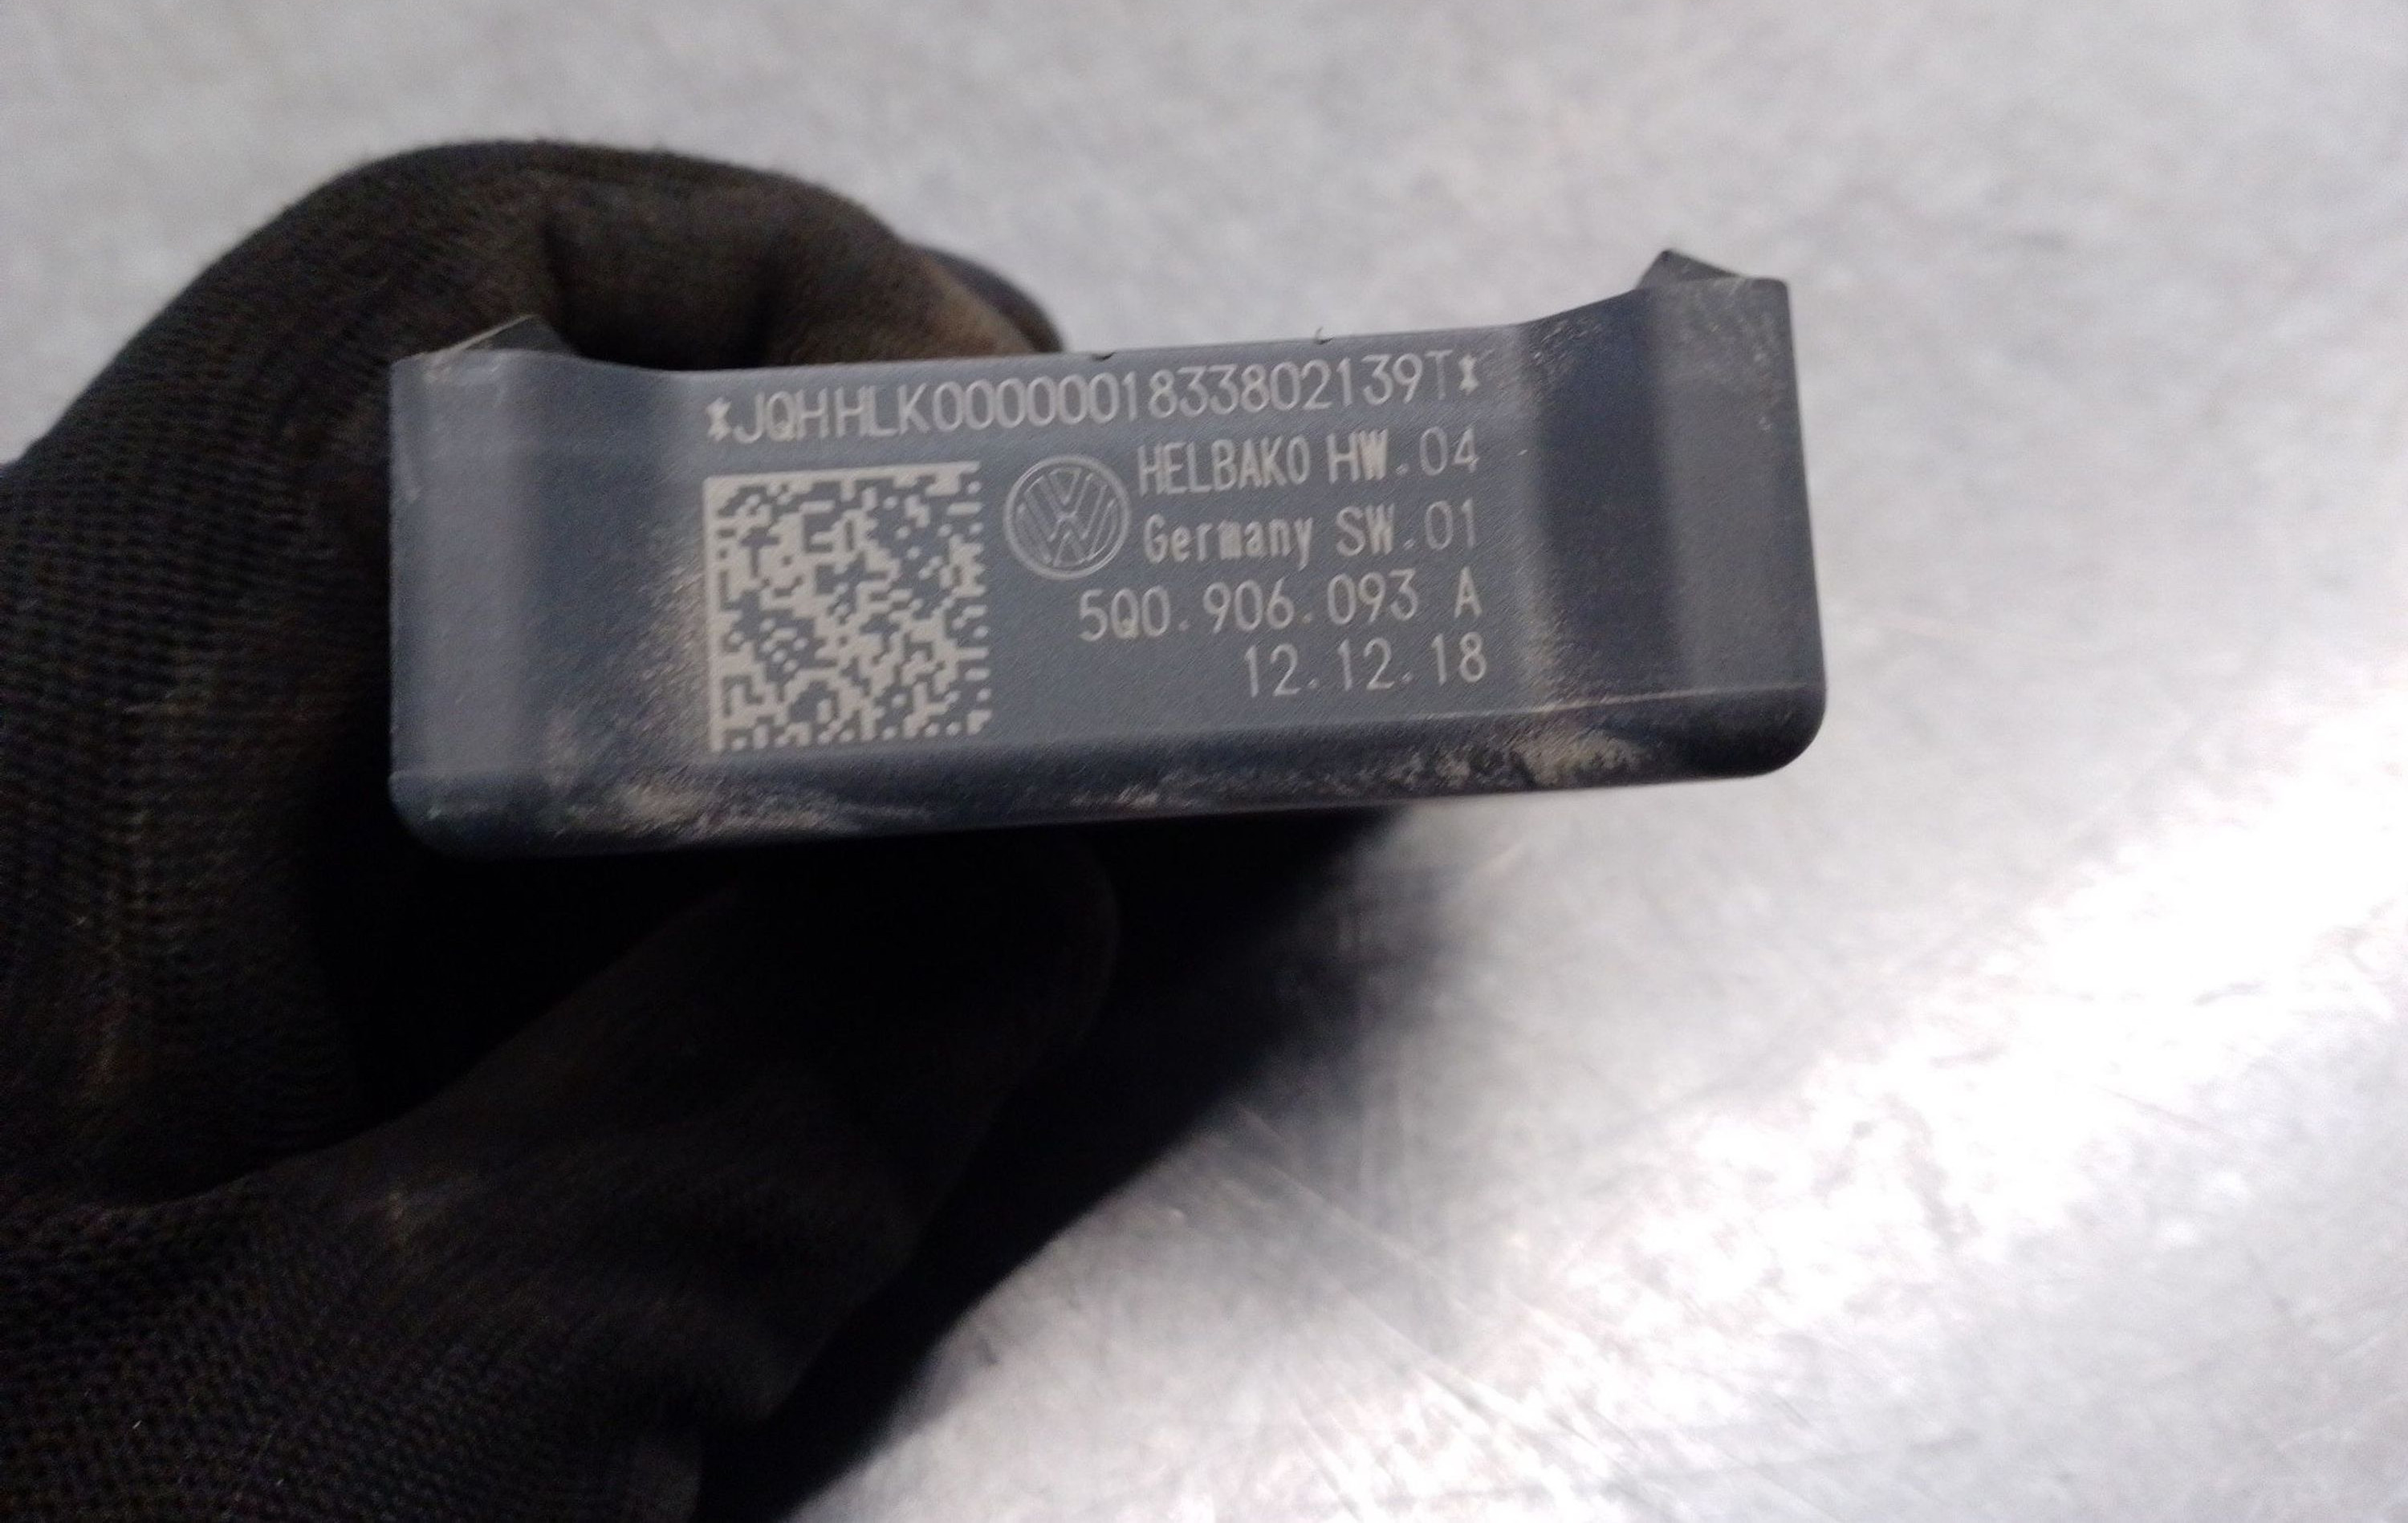 *JQHHLK0000001833802139T*
HELBAKO HW.04
Germany SW.01
5Q0.906.093 A
12.12.18